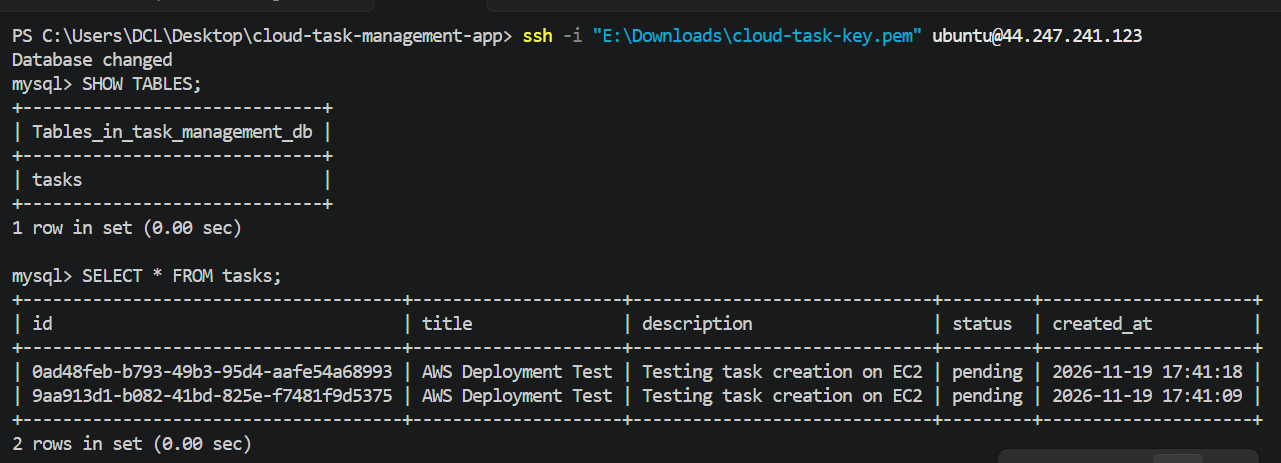 PS C:\Users\DCL\Desktop\cloud-task-management-app> ssh -i "E:\Downloads\cloud-task-key.pem" ubuntu@44.247.241.123
Database changed
mysql> SHOW TABLES;
+------------------------------+
| Tables_in_task_management_db |
+------------------------------+
| tasks                        |
+------------------------------+
1 row in set (0.00 sec)

mysql> SELECT * FROM tasks;
+--------------------------------------+---------------------+------------------------------+---------+---------------------+
| id                                   | title               | description                  | status  | created_at          |
+--------------------------------------+---------------------+------------------------------+---------+---------------------+
| 0ad48feb-b793-49b3-95d4-aafe54a68993 | AWS Deployment Test | Testing task creation on EC2 | pending | 2026-11-19 17:41:18 |
| 9aa913d1-b082-41bd-825e-f7481f9d5375 | AWS Deployment Test | Testing task creation on EC2 | pending | 2026-11-19 17:41:09 |
+--------------------------------------+---------------------+------------------------------+---------+---------------------+
2 rows in set (0.00 sec)